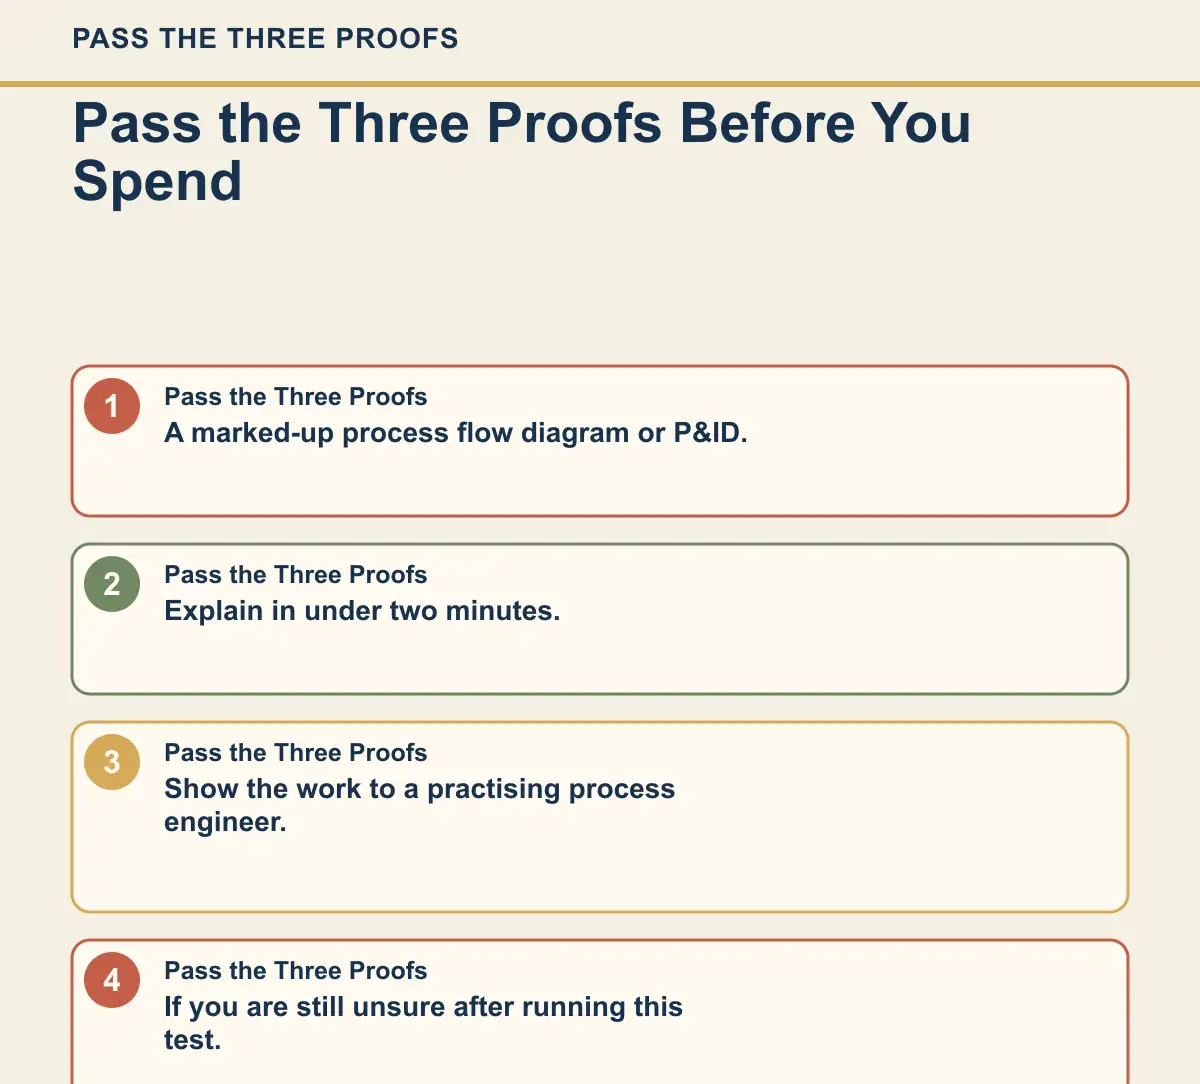 PASS THE THREE PROOFS
Pass the Three Proofs Before You
Spend
1
Pass the Three Proofs
A marked-up process flow diagram or P&ID.
2
Pass the Three Proofs
Explain in under two minutes.
3
Pass the Three Proofs
Show the work to a practising process
engineer.
4
Pass the Three Proofs
If you are still unsure after running this
test.